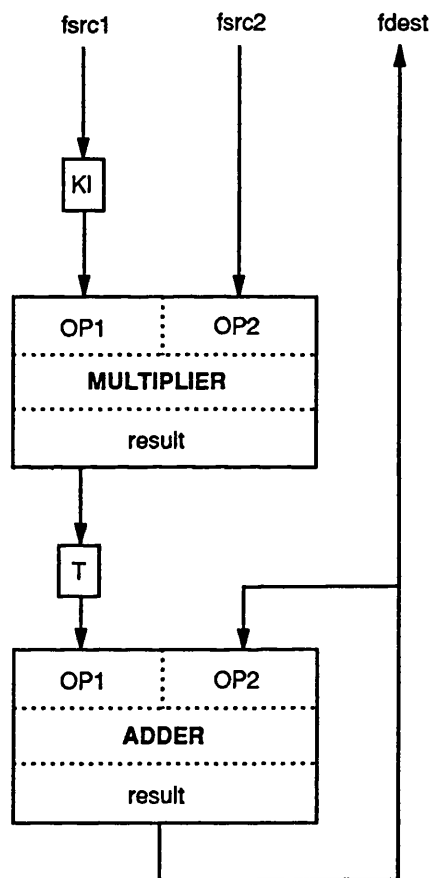 fsrc1 fsrc2 fdest
KI
OP1 OP2
MULTIPLIER
result
T
OP1 OP2
ADDER
result